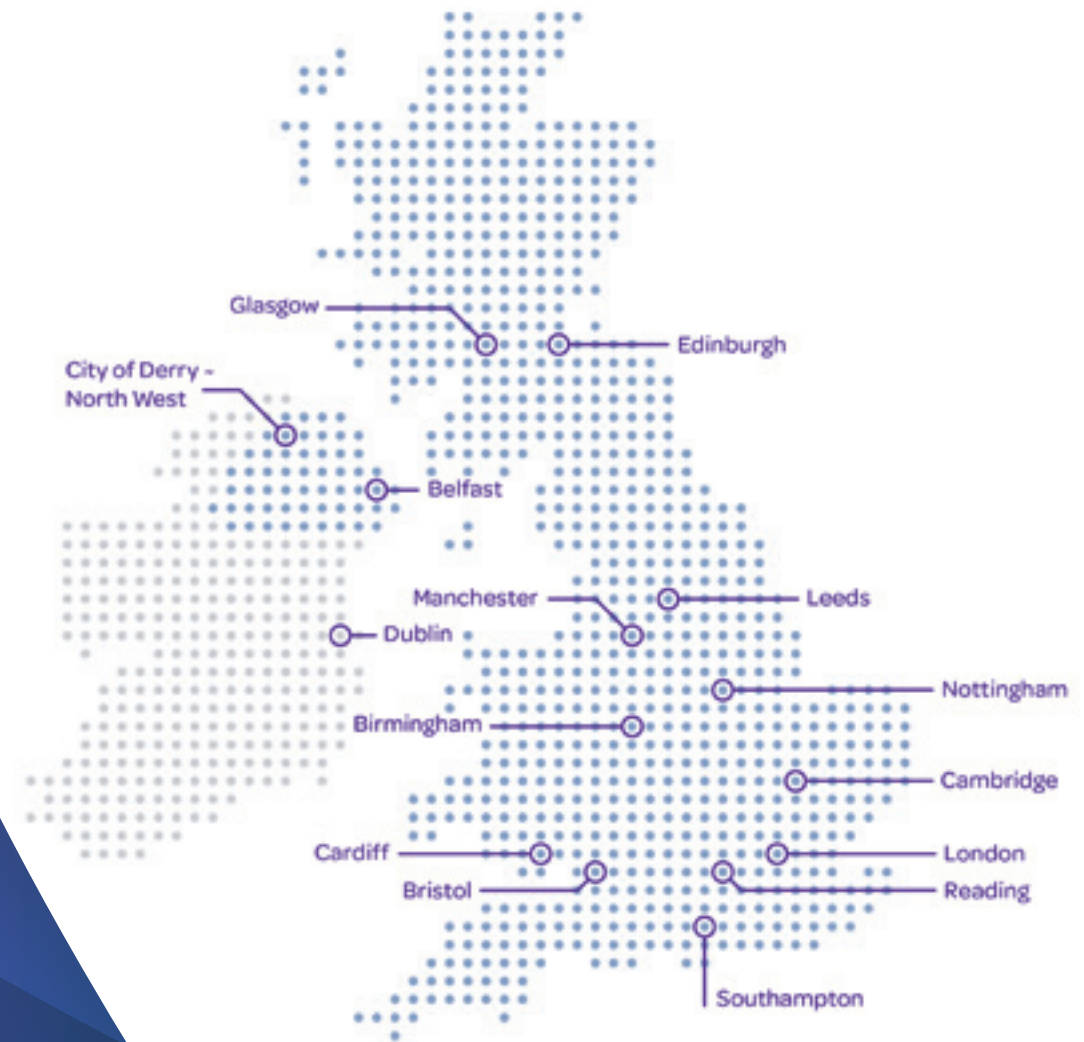 Glasgow
Edinburgh
City of Derry -
North West
Belfast
Manchester
Leeds
Dublin
Nottingham
Birmingham
Cambridge
Cardiff
London
Bristol
Reading
Southampton